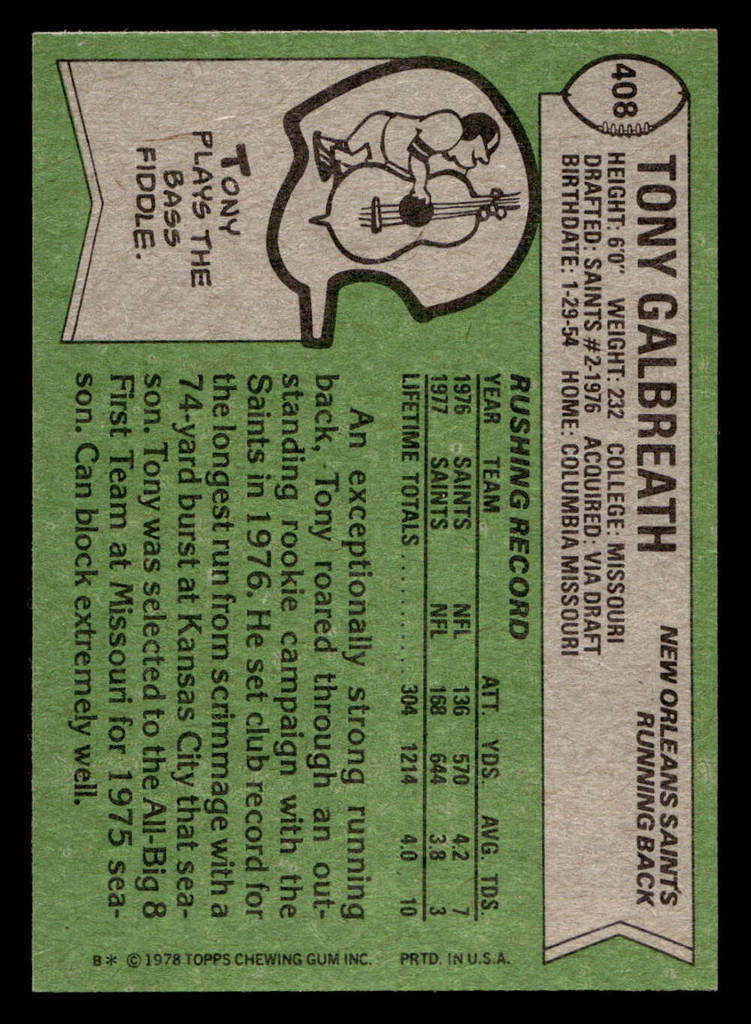 408
TONY GALBREATH
NEW ORLEANS SAINTS
RUNNING BACK
HEIGHT: 6'0" WEIGHT: 232 COLLEGE: MISSOURI
DRAFTED: SAINTS #2-1976 ACQUIRED: VIA DRAFT
BIRTHDATE: 1-29-54 HOME: COLUMBIA MISSOURI
RUSHING RECORD
YEAR TEAM ATT. YDS. AVG. TDS.
1976 SAINTS NFL 136 570 4.2 7
1977 SAINTS NFL 168 644 3.8 3
LIFETIME TOTALS ........... 304 1214 4.0 10
TONY
PLAYS THE
BASS
FIDDLE.
An exceptionally strong running
back, Tony roared through an out-
standing rookie campaign with the
Saints in 1976. He set club record for
the longest run from scrimmage with a
74-yard burst at Kansas City that sea-
son. Tony was selected to the All-Big 8
First Team at Missouri for 1975 sea-
son. Can block extremely well.
B* © 1978 TOPPS CHEWING GUM INC. PRTD. IN U.S.A.